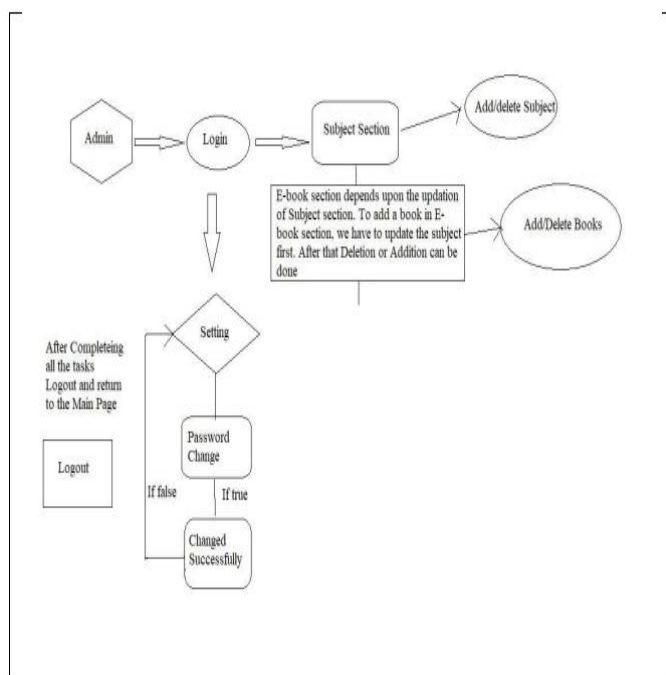 Admin
Login
Subject Section
Add/delete Subject
E-book section depends upon the updation
of Subject section. To add a book in E-
book section, we have to update the subject
first. After that Deletion or Addition can be
done
Add/Delete Books
Setting
After Completeing
all the tasks
Logout and return
to the Main Page
Logout
Password
Change
If false
If true
Changed
Successfully